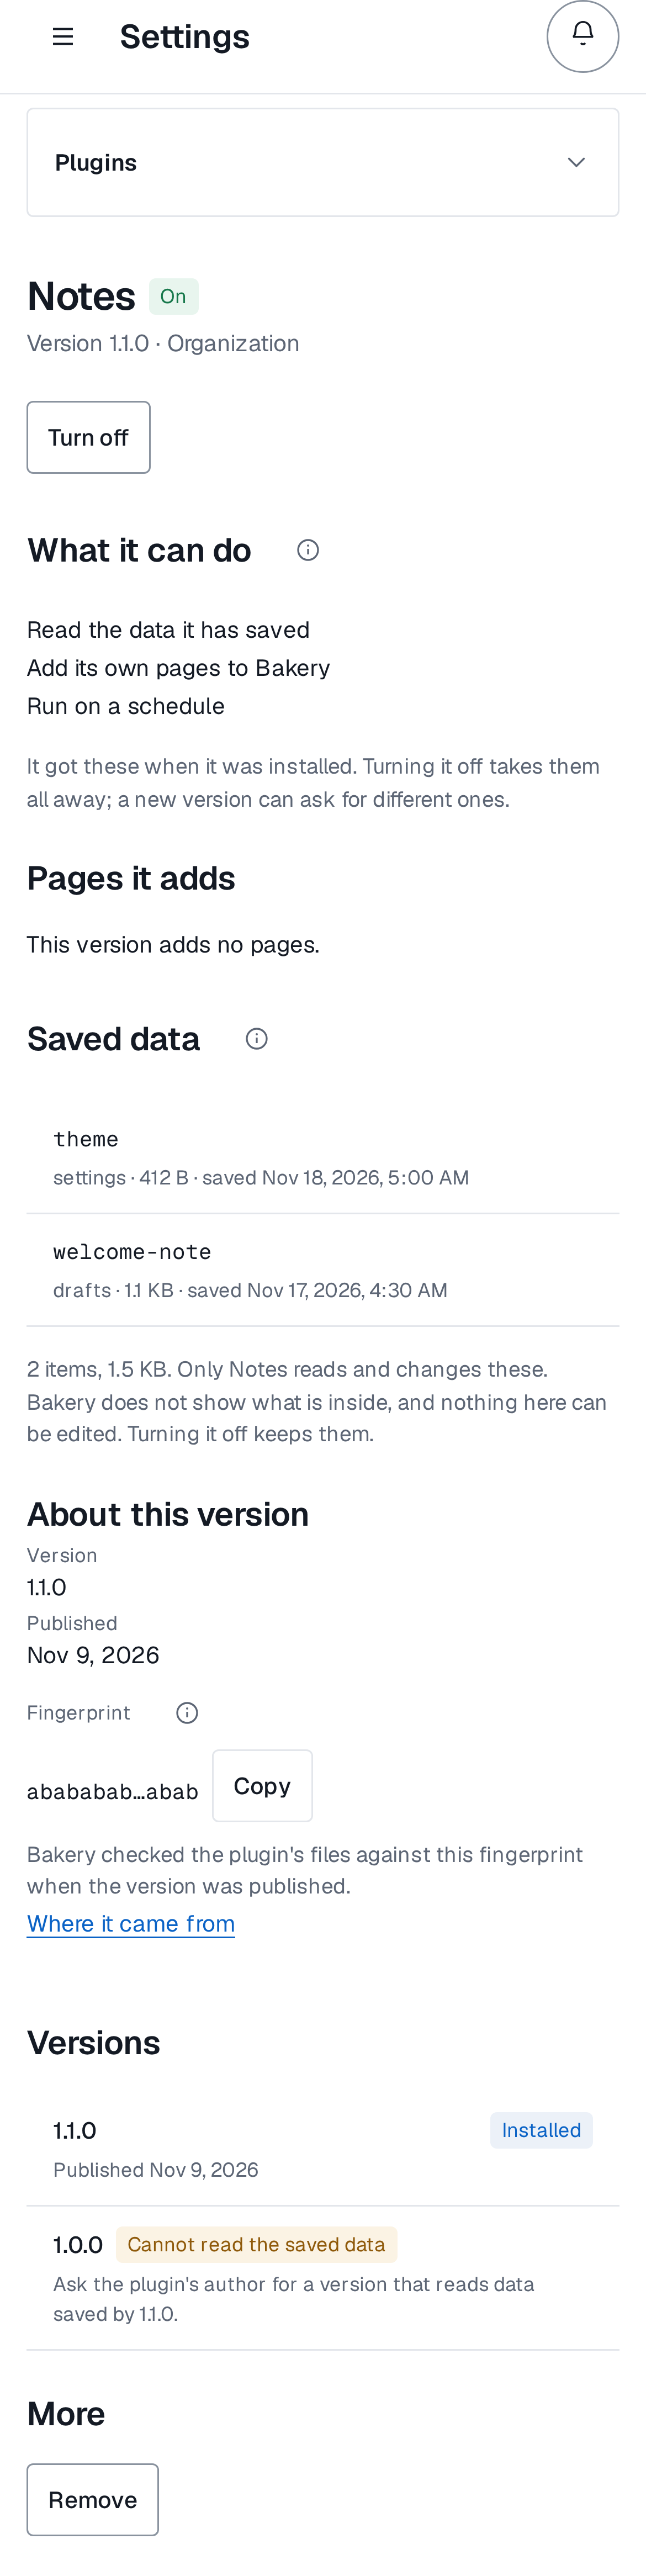 Settings
Plugins
Notes On
Version 1.1.0 · Organization
Turn off
What it can do
Read the data it has saved
Add its own pages to Bakery
Run on a schedule
It got these when it was installed. Turning it off takes them
all away; a new version can ask for different ones.
Pages it adds
This version adds no pages.
Saved data
theme
settings · 412 B · saved Nov 18, 2026, 5:00 AM
welcome-note
drafts · 1.1 KB · saved Nov 17, 2026, 4:30 AM
2 items, 1.5 KB. Only Notes reads and changes these.
Bakery does not show what is inside, and nothing here can
be edited. Turning it off keeps them.
About this version
Version
1.1.0
Published
Nov 9, 2026
Fingerprint
abababab…abab Copy
Bakery checked the plugin's files against this fingerprint
when the version was published.
Where it came from
Versions
1.1.0 Installed
Published Nov 9, 2026
1.0.0 Cannot read the saved data
Ask the plugin's author for a version that reads data
saved by 1.1.0.
More
Remove